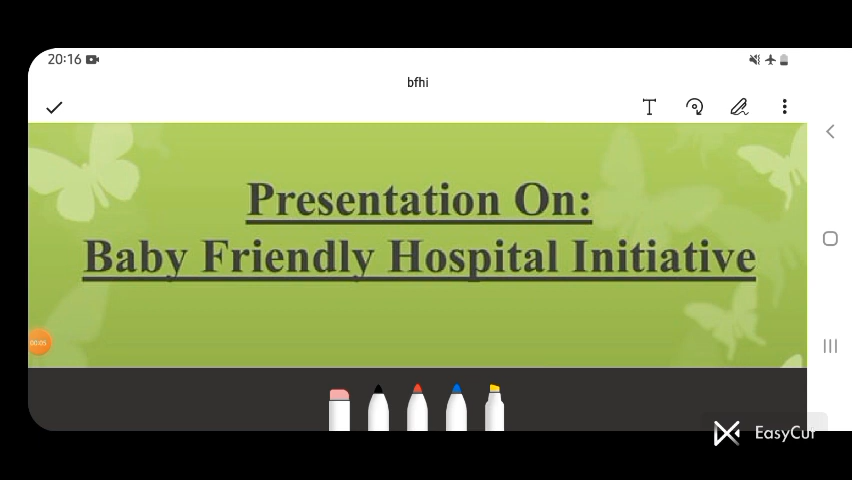 20:16
bfhi
T
Presentation On:
Baby Friendly Hospital Initiative
00:05
EasyCut